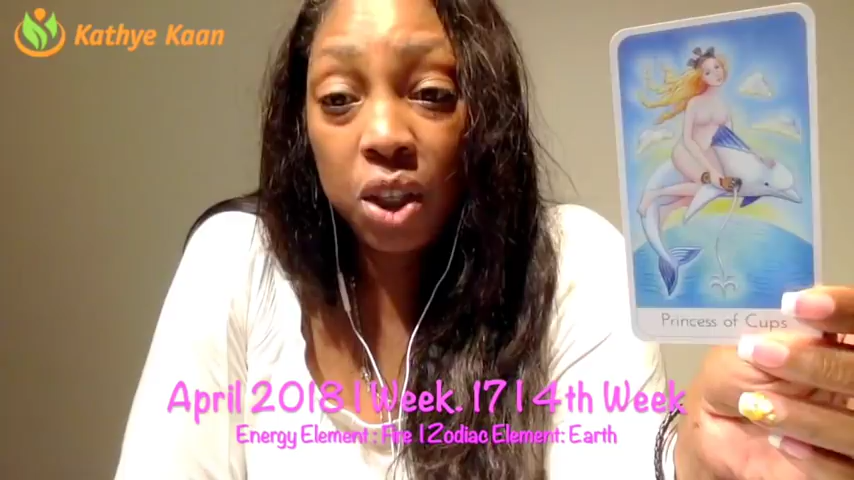 Kathye Kaan
Princess of Cups
April 2018 | Week. 17 | 4th Week
Energy Element : Fire | Zodiac Element: Earth